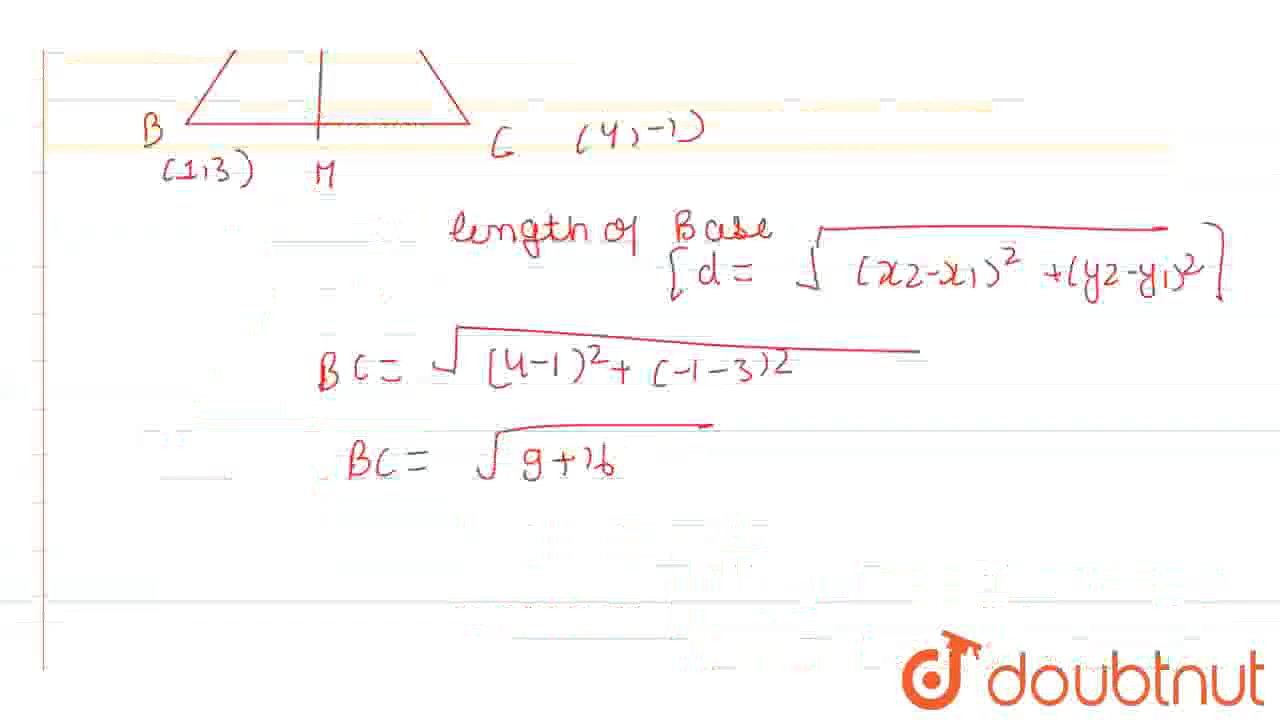 B C (4,-1)
(1,3) M
length of Base
[d = √(x2-x1)² + (y2-y1)²]
BC = √(4-1)² + (-1-3)²
BC = √9+16
doubtnut